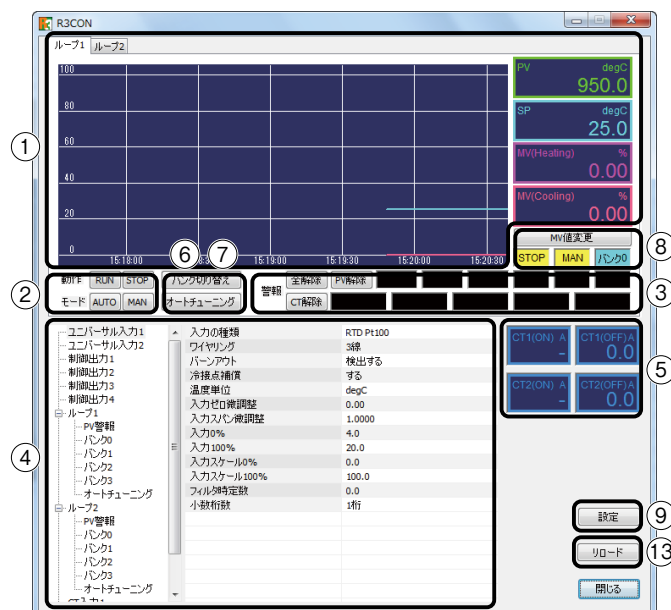 R3CON
ループ1 ループ2
100
80
60
40
20
0
15:18:00 15:19:00 15:19:30 15:20:00 15:20:30
PV degC
950.0
SP degC
25.0
MV(Heating) %
0.00
MV(Cooling) %
0.00
①
⑥ ⑦
MV値変更
STOP MAN バンク0
⑧
②
動作 RUN STOP
モード AUTO MAN
バンク切り替え
オートチューニング
警報 全解除 PV解除
CT解除
③
④
ユニバーサル入力1
ユニバーサル入力2
制御出力1
制御出力2
制御出力3
制御出力4
ループ1
PV警報
バンク0
バンク1
バンク2
バンク3
オートチューニング
ループ2
PV警報
バンク0
バンク1
バンク2
バンク3
オートチューニング
CT入力1
入力の種類 RTD Pt100
ワイヤリング 3線
バーンアウト 検出する
冷接点補償 する
温度単位 degC
入力ゼロ微調整 0.00
入力スパン微調整 1.0000
入力0% 4.0
入力100% 20.0
入力スケール0% 0.0
入力スケール100% 100.0
フィルタ時定数 0.0
小数桁数 1桁
CT1(ON) A
-
CT1(OFF) A
0.0
CT2(ON) A
-
CT2(OFF) A
0.0
⑤
設定
⑨
リロード
⑬
閉じる